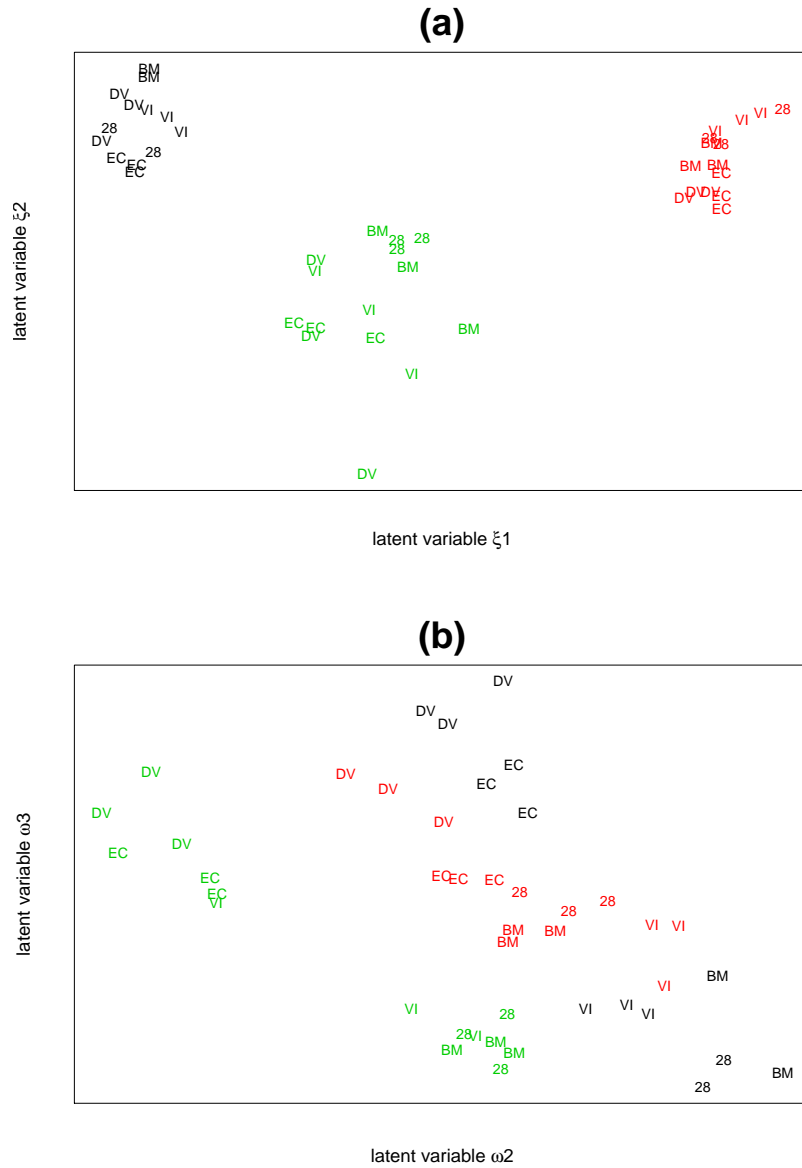 (a)
BM
BM
DV
DV VI
VI
28 VI
DV
28
EC
EC
EC
28
VI
VI
VI
28
BM 28
BM BM
EC
DV DV EC
DV
EC
BM
28 28
28
DV
BM
VI
VI
EC EC
BM
DV EC
VI
DV
latent variable ξ2
latent variable ξ1
(b)
DV
DV
DV
EC
DV DV
EC
DV
EC
DV
DV
DV
EC
EC EC EC EC
EC
28
VI
28
28
VI VI
BM
BM
BM
BM
VI
VI
VI
VI
VI
28
28
VI
BM
BM
BM
28
28
BM
28
latent variable ω3
latent variable ω2